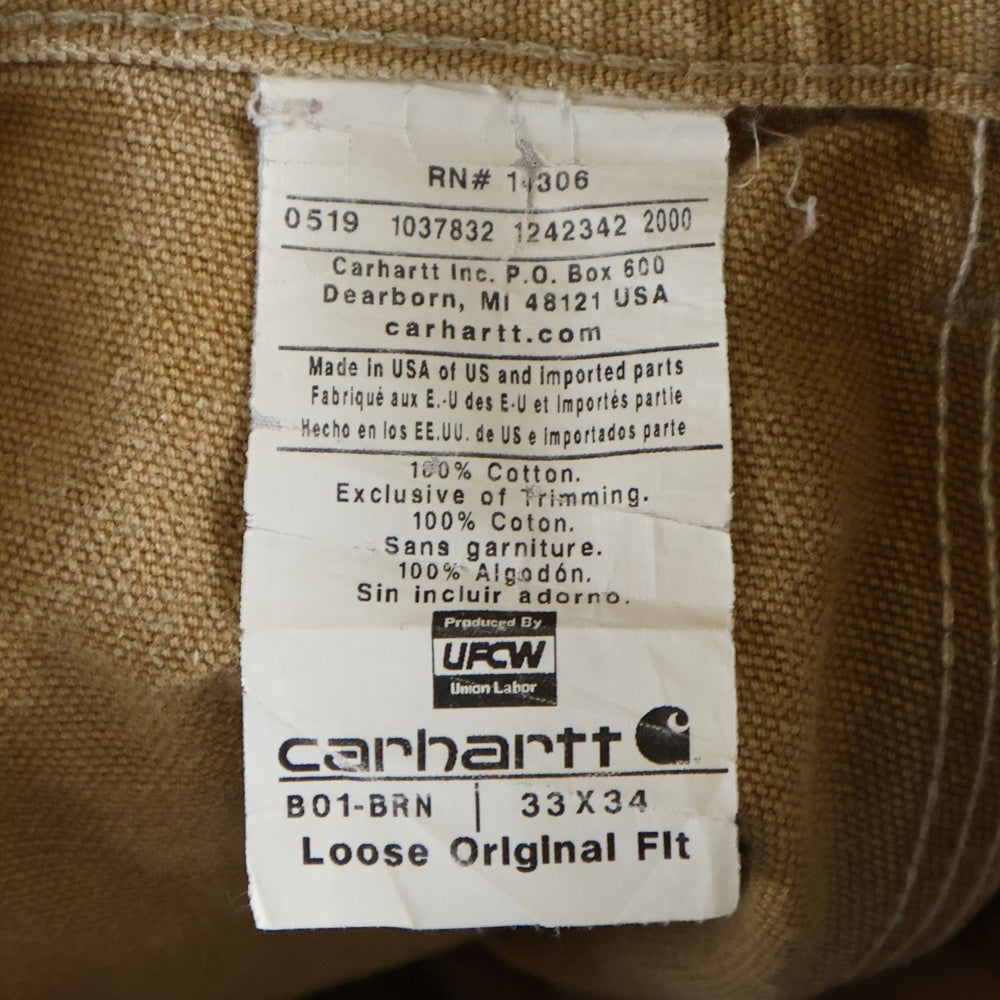 RN# 14306
0519 1037832 1242342 2000
Carhartt Inc. P.O. Box 600
Dearborn, MI 48121 USA
carhartt.com
Made in USA of US and imported parts
Fabriqué aux E.-U des E-U et Importés partie
Hecho en los EE.UU. de US e importados parte
100% Cotton.
Exclusive of Trimming.
100% Coton.
Sans garniture.
100% Algodón.
Sin incluir adorno.
Produced By
UFCW
Union Labor
carhartt
B01-BRN | 33X34
Loose Original Fit